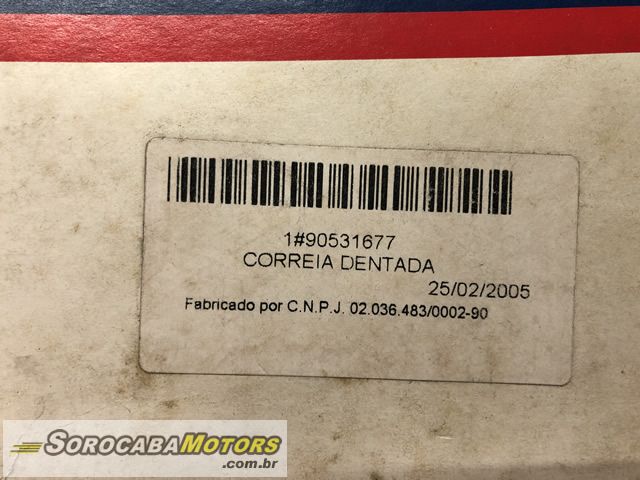 1#90531677
CORREIA DENTADA
25/02/2005
Fabricado por C.N.P.J. 02.036.483/0002-90
SOROCABAMOTORS
.com.br